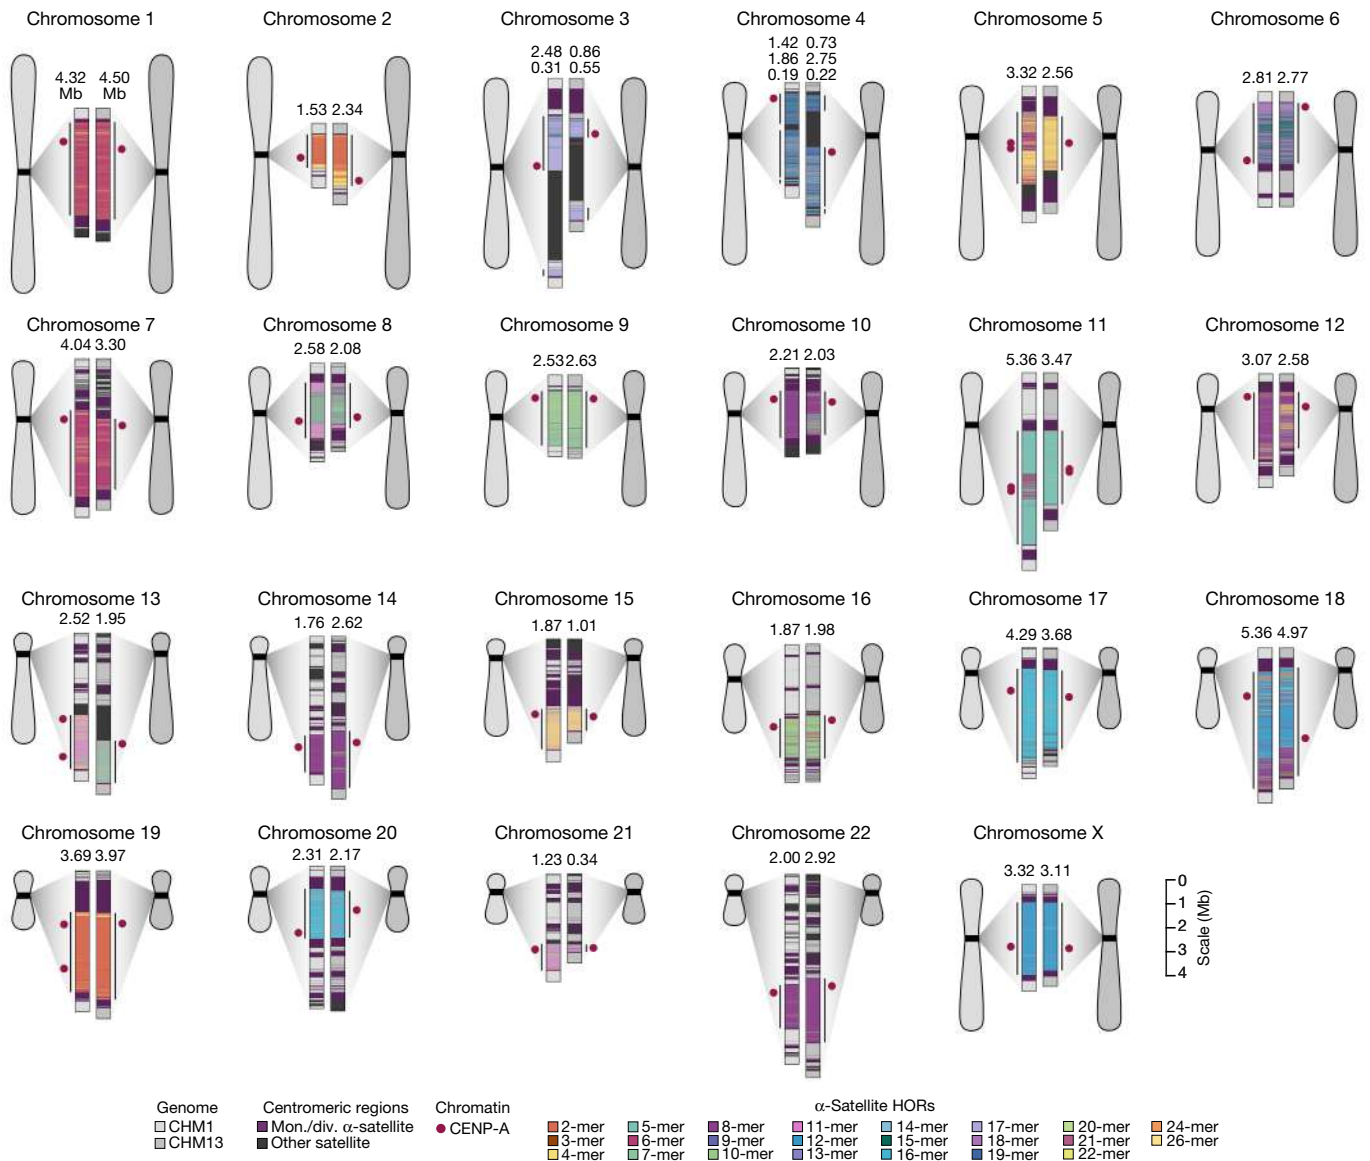 Chromosome 1 Chromosome 2 Chromosome 3 Chromosome 4 Chromosome 5 Chromosome 6
4.32 Mb 4.50 Mb
1.53 2.34
2.48 0.86
0.31 0.55
1.42 0.73
1.86 2.75
0.19 0.22
3.32 2.56
2.81 2.77
Chromosome 7 Chromosome 8 Chromosome 9 Chromosome 10 Chromosome 11 Chromosome 12
4.04 3.30
2.58 2.08
2.53 2.63
2.21 2.03
5.36 3.47
3.07 2.58
Chromosome 13 Chromosome 14 Chromosome 15 Chromosome 16 Chromosome 17 Chromosome 18
2.52 1.95
1.76 2.62
1.87 1.01
1.87 1.98
4.29 3.68
5.36 4.97
Chromosome 19 Chromosome 20 Chromosome 21 Chromosome 22 Chromosome X
3.69 3.97
2.31 2.17
1.23 0.34
2.00 2.92
3.32 3.11
0
1
2
3
4
Scale (Mb)
Genome
CHM1
CHM13
Centromeric regions
Mon./div. α-satellite
Other satellite
Chromatin
CENP-A
α-Satellite HORs
2-mer 5-mer 8-mer 11-mer 14-mer 17-mer 20-mer 24-mer
3-mer 6-mer 9-mer 12-mer 15-mer 18-mer 21-mer 26-mer
4-mer 7-mer 10-mer 13-mer 16-mer 19-mer 22-mer